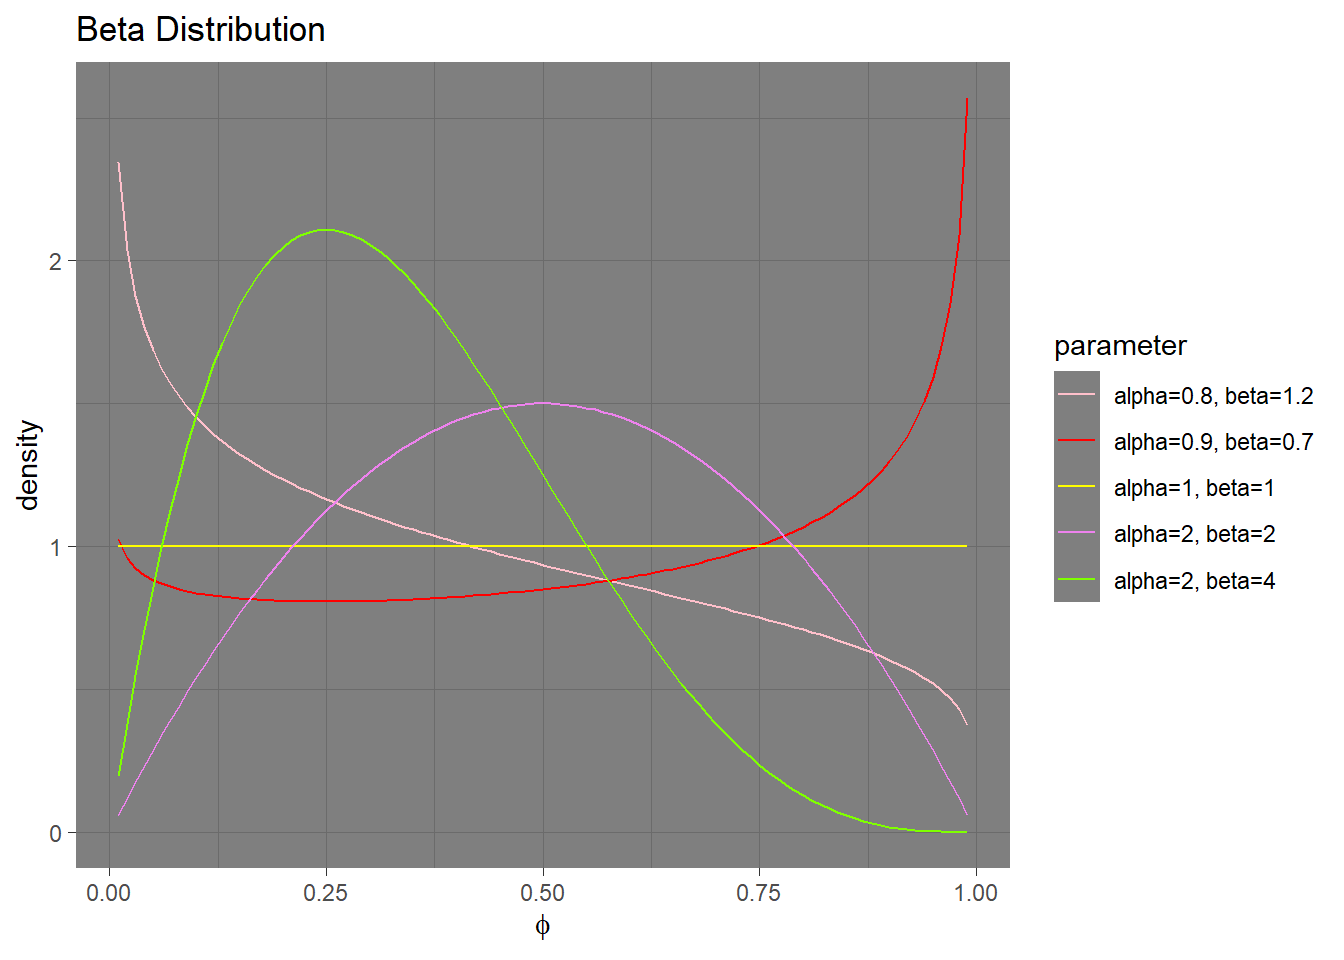 Beta Distribution
density
2
1
0
0.00 0.25 0.50 0.75 1.00
ϕ
parameter
alpha=0.8, beta=1.2
alpha=0.9, beta=0.7
alpha=1, beta=1
alpha=2, beta=2
alpha=2, beta=4